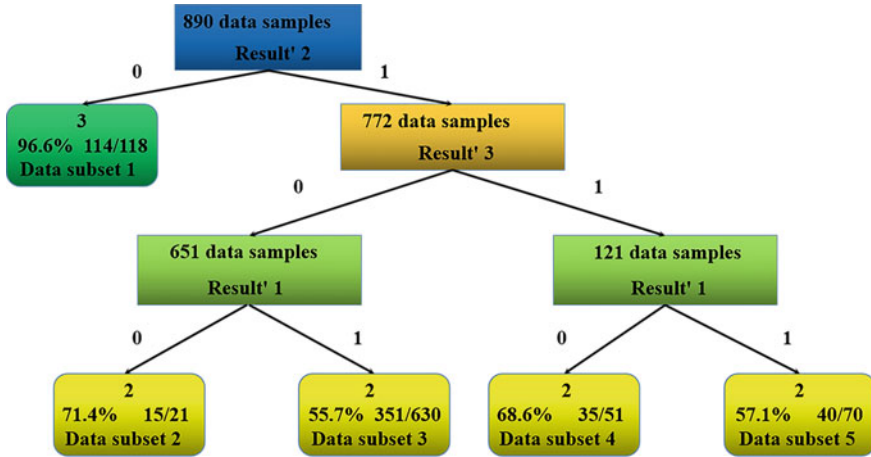 890 data samples
Result' 2
0
1
3
96.6% 114/118
Data subset 1
772 data samples
Result' 3
0
1
651 data samples
Result' 1
121 data samples
Result' 1
0
1
0
1
2
71.4% 15/21
Data subset 2
2
55.7% 351/630
Data subset 3
2
68.6% 35/51
Data subset 4
2
57.1% 40/70
Data subset 5